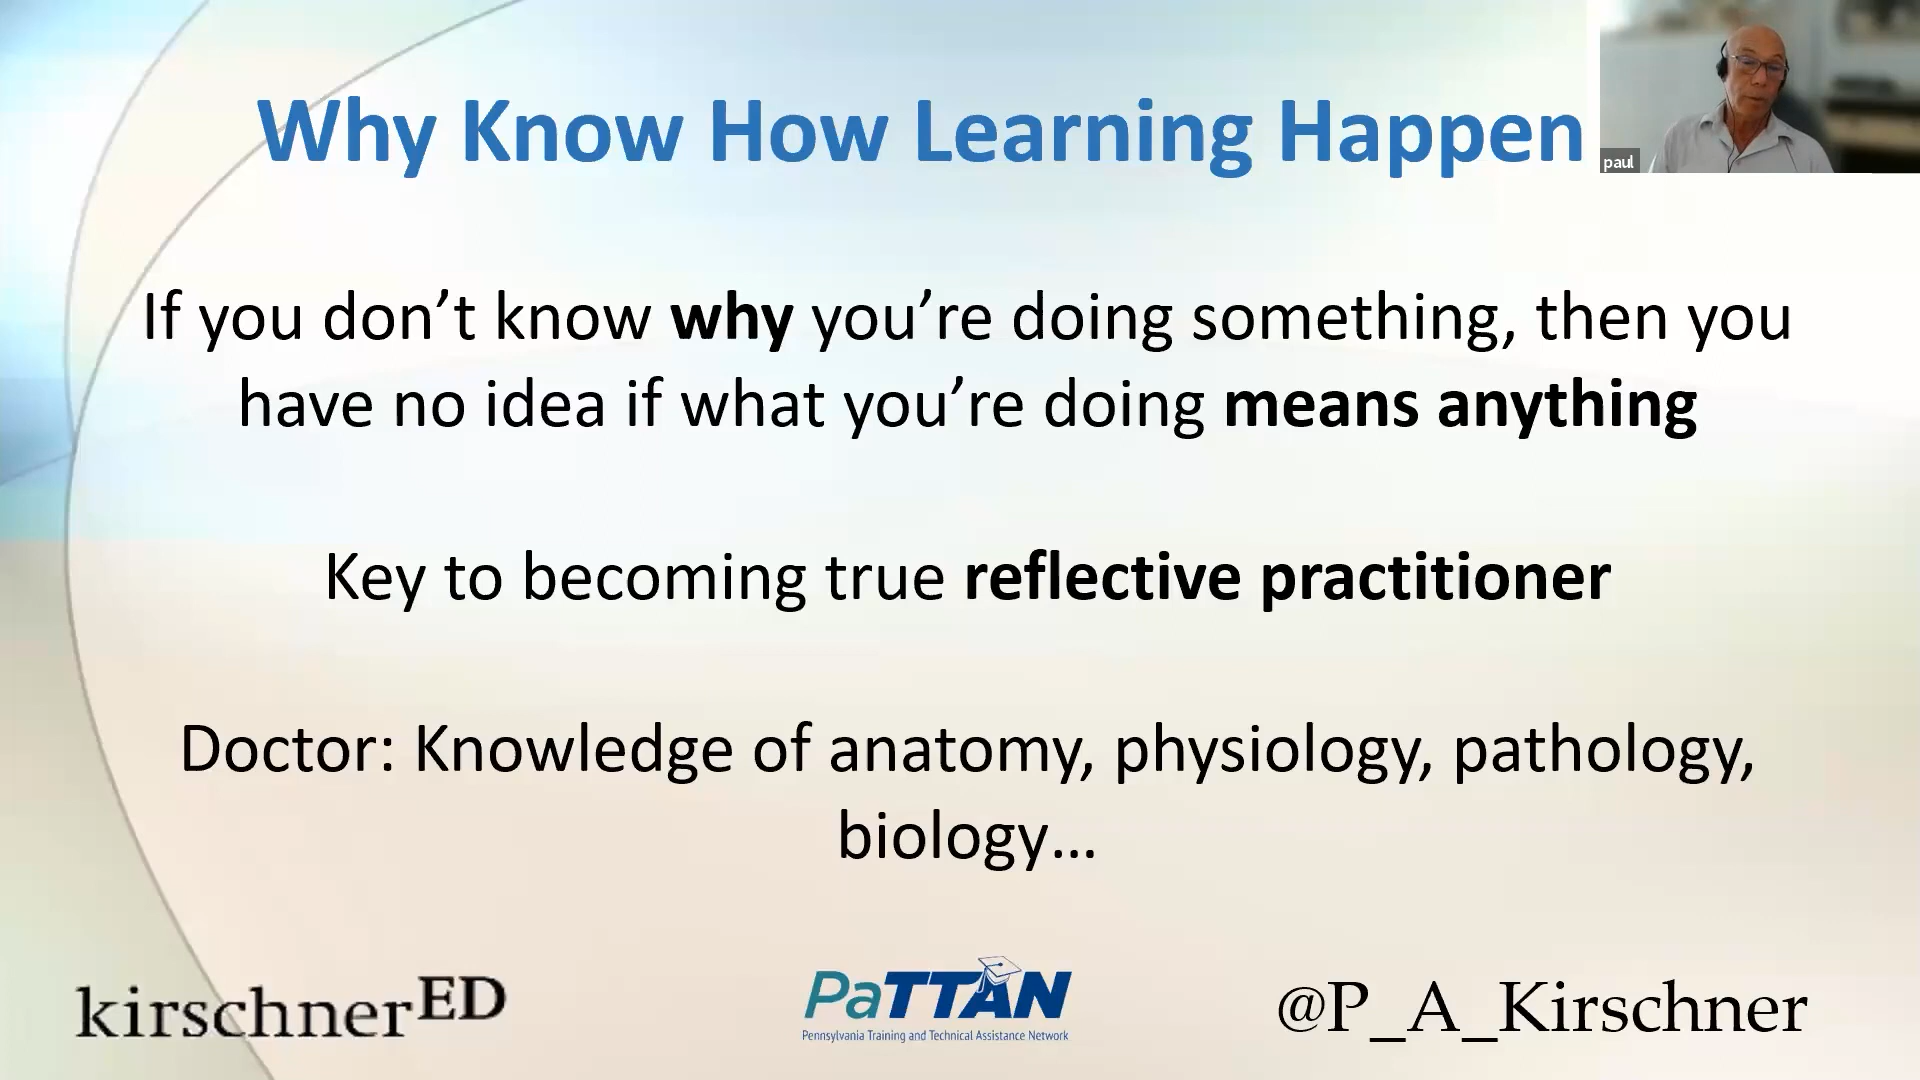 Why Know How Learning Happen
paul
If you don’t know why you’re doing something, then you
have no idea if what you’re doing means anything
Key to becoming true reflective practitioner
Doctor: Knowledge of anatomy, physiology, pathology,
biology…
kirschnerED
PaTTAN
Pennsylvania Training and Technical Assistance Network
@P_A_Kirschner